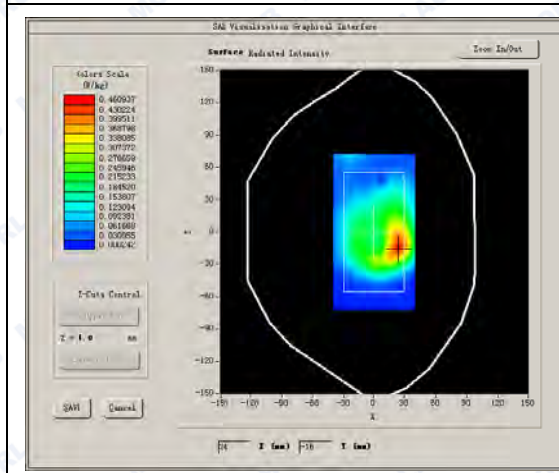 SAR Visualisation Graphical Interface
Surface Radiated Intensity
Zoom In/Out
Colors Scale
(W/kg)
0.460937
0.430224
0.399511
0.368798
0.338085
0.307372
0.276659
0.245946
0.215233
0.184520
0.153807
0.123094
0.092381
0.061668
0.030955
0.000242
150
120
90
60
30
0
-30
-60
-90
-120
-150
-150 -120 -90 -60 -30 0 30 60 90 120 150
X
Z-Cuts Control
Z = 1.0 mm
SAVE
Cancel
24 X (mm) -16 Y (mm)